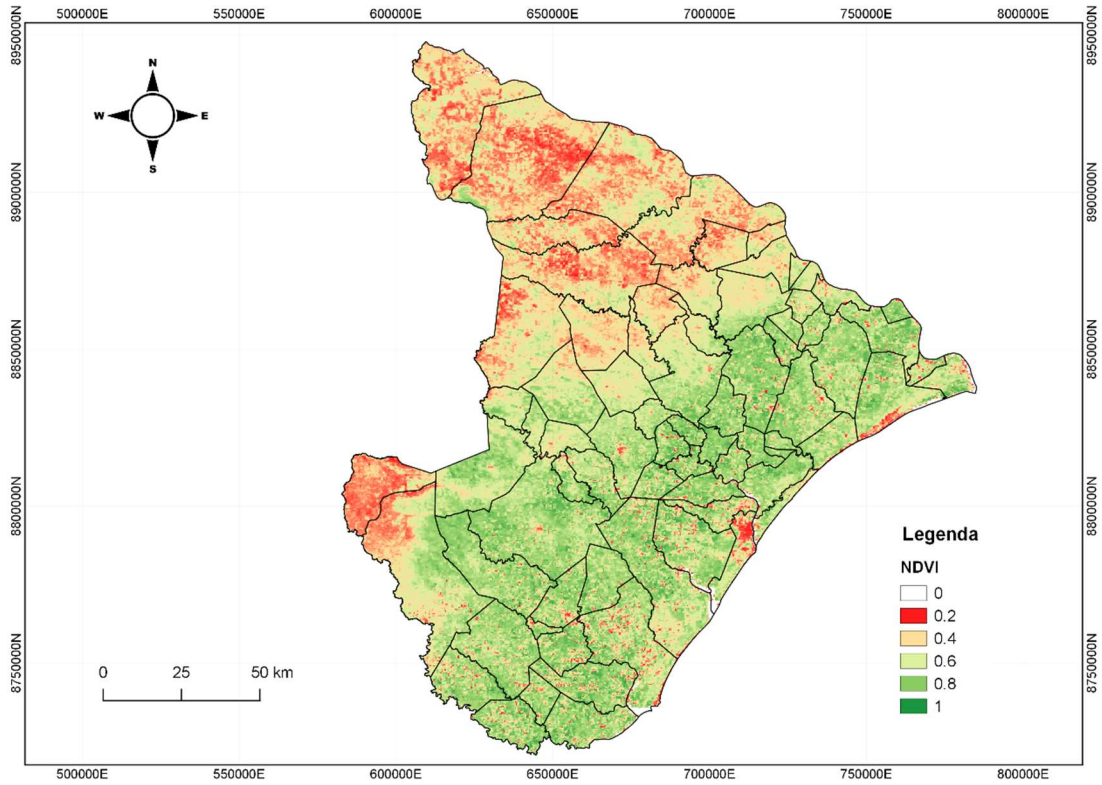 500000E 550000E 600000E 650000E 700000E 750000E 800000E
8950000N 8950000N
N
W E
S
8900000N 8900000N
8850000N 8850000N
8800000N 8800000N
Legenda
NDVI
0
0.2
0.4
0.6
0.8
1
8750000N 8750000N
0 25 50 km
500000E 550000E 600000E 650000E 700000E 750000E 800000E